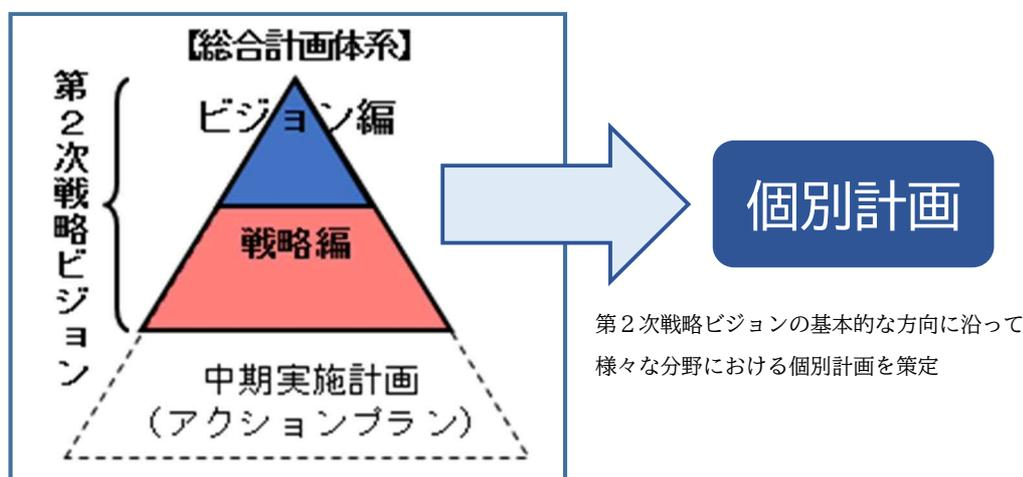 【総合計画体系】
第２次戦略ビジョン
ビジョン編
戦略編
中期実施計画
（アクションプラン）
個別計画
第２次戦略ビジョンの基本的な方向に沿って
様々な分野における個別計画を策定